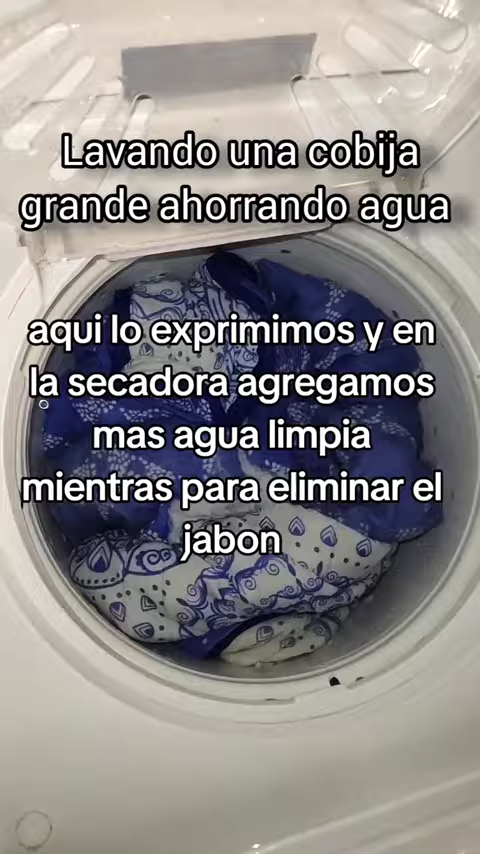 Lavando una cobija
grande ahorrando agua
aqui lo exprimimos y en
la secadora agregamos
mas agua limpia
mientras para eliminar el
jabon